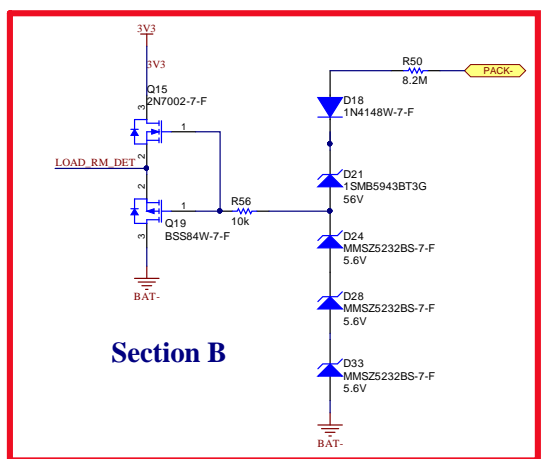 3V3
3V3
R50
PACK-
8.2M
Q15
2N7002-7-F
D18
1N4148W-7-F
3
1
2
LOAD_RM_DET
D21
1SMB5943BT3G
56V
2
1
R56
10k
3
Q19
BSS84W-7-F
D24
MMSZ5232BS-7-F
5.6V
BAT-
D28
MMSZ5232BS-7-F
5.6V
Section B
D33
MMSZ5232BS-7-F
5.6V
BAT-